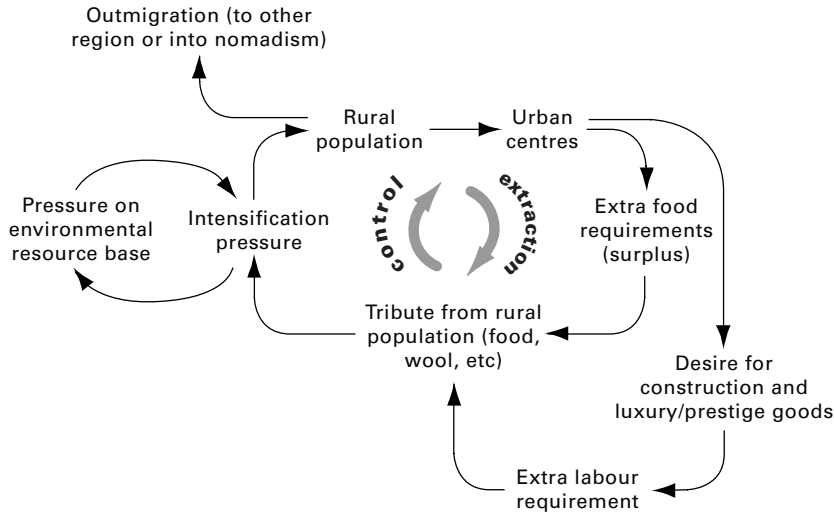 Outmigration (to other
region or into nomadism)
Rural
population
Urban
centres
control
extraction
Pressure on
environmental
resource base
Intensification
pressure
Extra food
requirements
(surplus)
Tribute from rural
population (food,
wool, etc)
Desire for
construction and
luxury/prestige goods
Extra labour
requirement